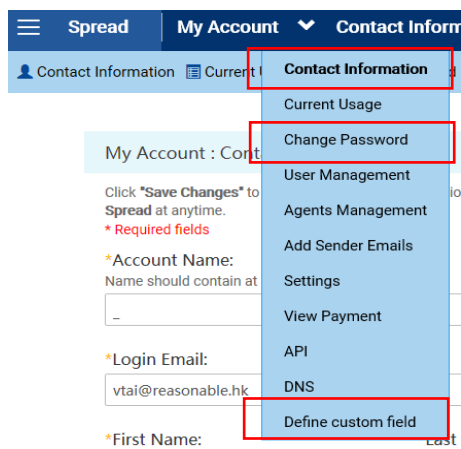 Spread My Account Contact Inform
Contact Information Current
Contact Information
Current Usage
Change Password
User Management
Agents Management
Add Sender Emails
Settings
View Payment
API
DNS
Define custom field
My Account : Cont
Click "Save Changes" to
Spread at anytime.
* Required fields
*Account Name:
Name should contain at
_
*Login Email:
vtai@reasonable.hk
*First Name: Last